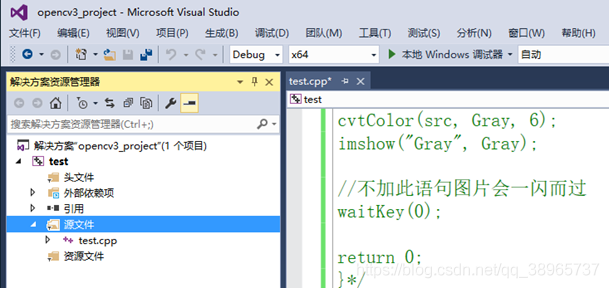 opencv3_project - Microsoft Visual Studio
文件(F) 编辑(E) 视图(V) 项目(P) 生成(B) 调试(D) 团队(M) 工具(T) 测试(S) 分析(N) 窗口(W) 帮助(H)
Debug x64 本地 Windows 调试器 自动
解决方案资源管理器
搜索解决方案资源管理器(Ctrl+;)
解决方案"opencv3_project"(1 个项目)
test
头文件
外部依赖项
引用
源文件
test.cpp
资源文件
test.cpp*
test
cvtColor(src, Gray, 6);
imshow("Gray", Gray);
//不加此语句图片会一闪而过
waitKey(0);
return 0;
}*/
https://blog.csdn.net/qq_38965737